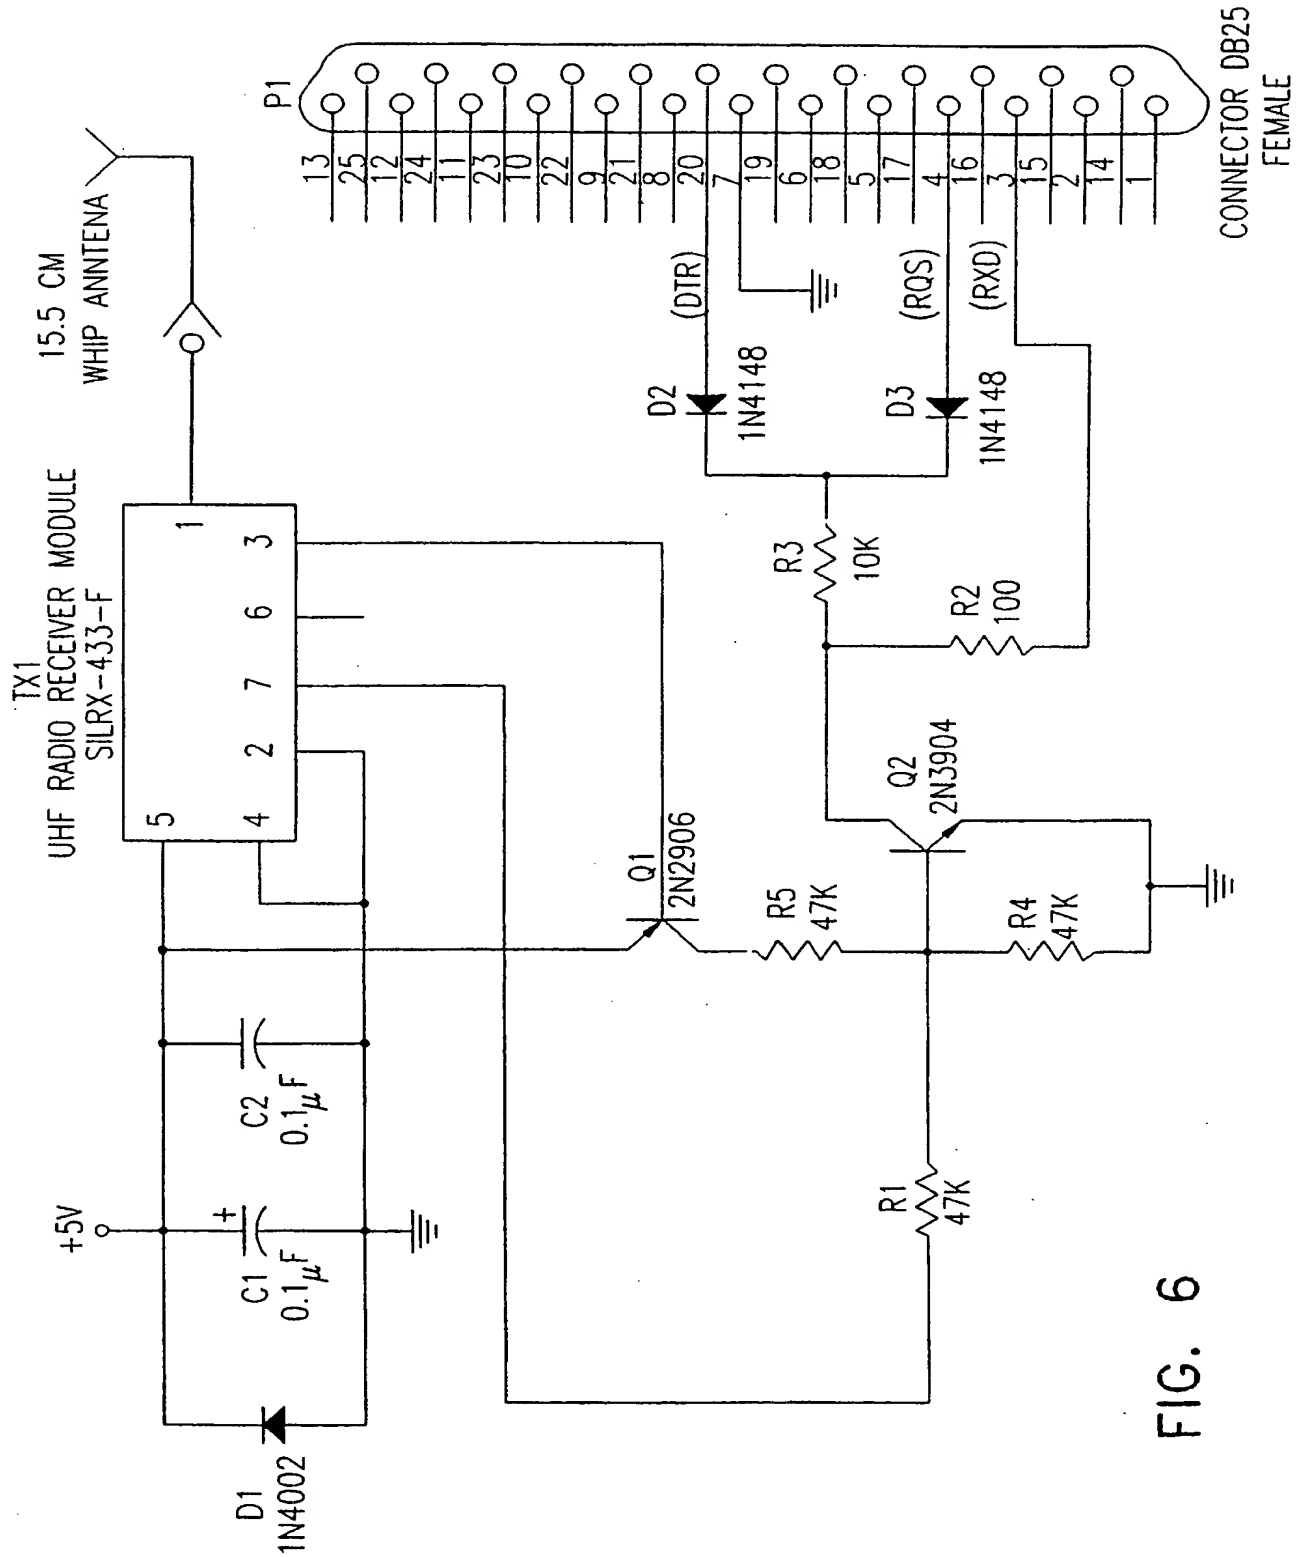 TX1
UHF RADIO RECEIVER MODULE
SILRX-433-F
5
4
2
7
6
3
1
15.5 CM
WHIP ANNTENA
P1
13
25
12
24
11
23
10
22
9
21
8
20
7
19
6
18
5
17
4
16
3
15
2
14
1
CONNECTOR DB25
FEMALE
(DTR)
(RQS)
(RXD)
D2
1N4148
D3
1N4148
R3
10K
R2
100
Q2
2N3904
Q1
2N2906
R5
47K
R4
47K
R1
47K
C2
0.1µF
+5V
+
C1
0.1µF
D1
1N4002
FIG. 6